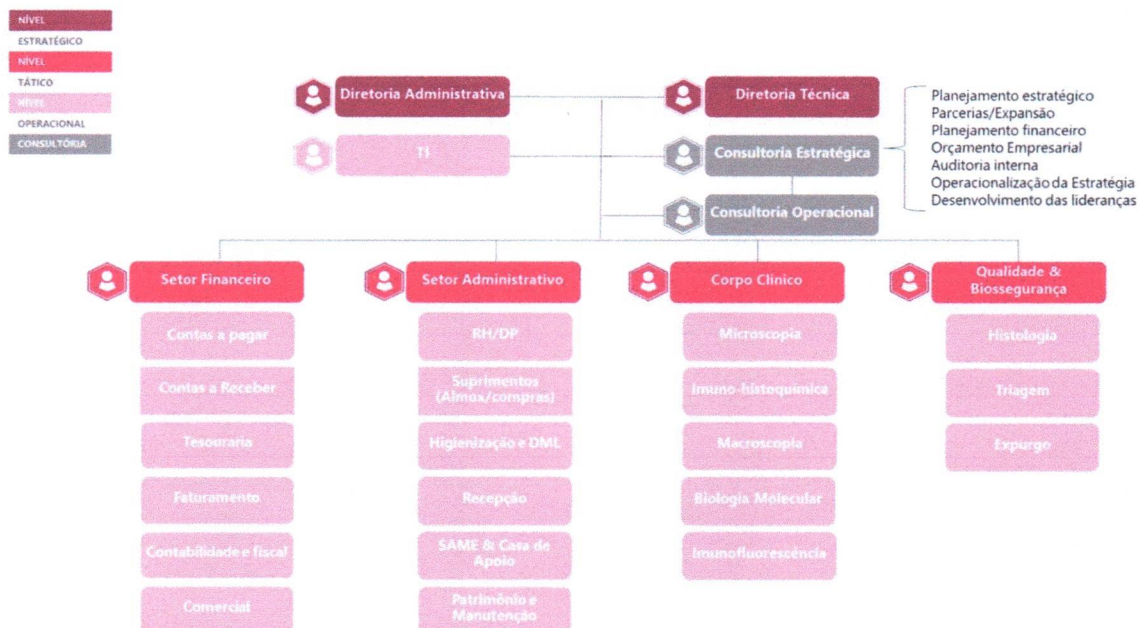 NÍVEL
ESTRATÉGICO
NÍVEL
TÁTICO
NÍVEL
OPERACIONAL
CONSULTÓRIA
Diretoria Administrativa
Diretoria Técnica
TI
Consultoria Estratégica
Consultoria Operacional
Planejamento estratégico
Parcerias/Expansão
Planejamento financeiro
Orçamento Empresarial
Auditoria interna
Operacionalização da Estratégia
Desenvolvimento das lideranças
Setor Financeiro
Contas a pagar
Contas a Receber
Tesouraria
Faturamento
Contabilidade e fiscal
Comercial
Setor Administrativo
RH/DP
Suprimentos
(Almox/compras)
Higienização e DML
Recepção
SAME & Casa de
Apoio
Patrimônio e
Manutenção
Corpo Clinico
Microscopia
Imuno-histoquimica
Macroscopia
Biologia Molecular
Imunofluorescência
Qualidade &
Biossegurança
Histologia
Triagem
Expurgo